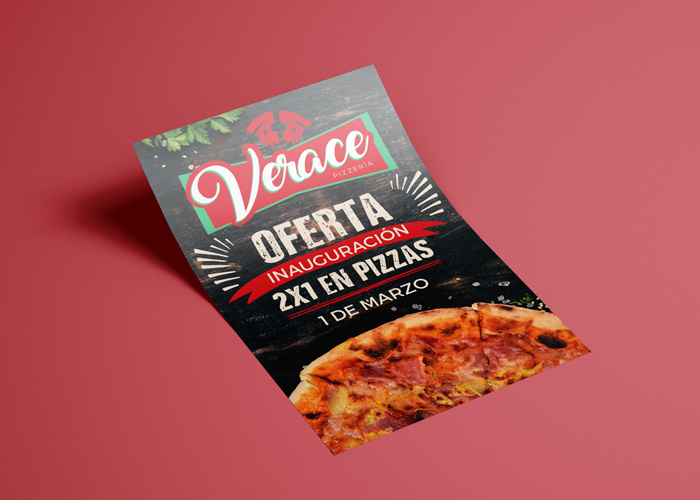 Verace
PIZZERÍA
OFERTA
INAUGURACIÓN
2X1 EN PIZZAS
1 DE MARZO